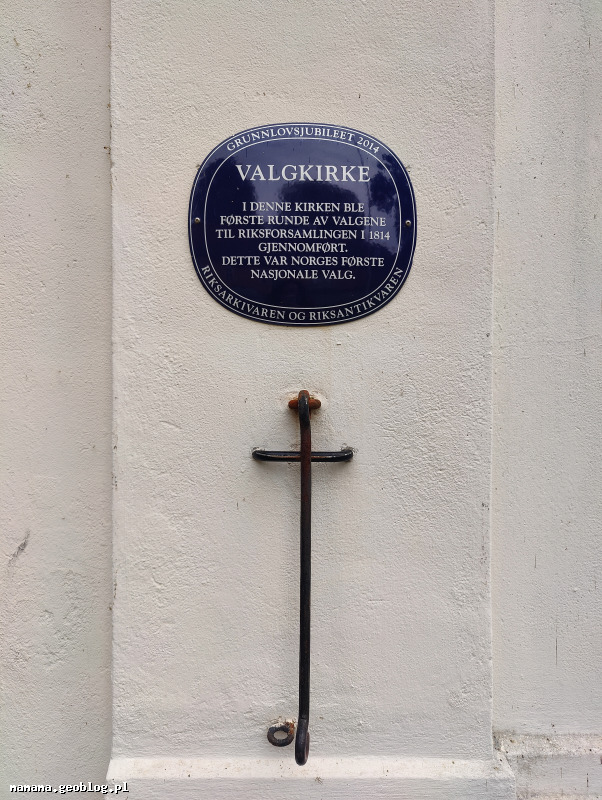 GRUNNLOVSJUBILEET 2014
VALGKIRKE
I DENNE KIRKEN BLE
FØRSTE RUNDE AV VALGENE
TIL RIKSFORSAMLINGEN I 1814
GJENNOMFØRT.
DETTE VAR NORGES FØRSTE
NASJONALE VALG.
RIKSARKIVAREN OG RIKSANTIKVAREN
mamama.geoblog.pl